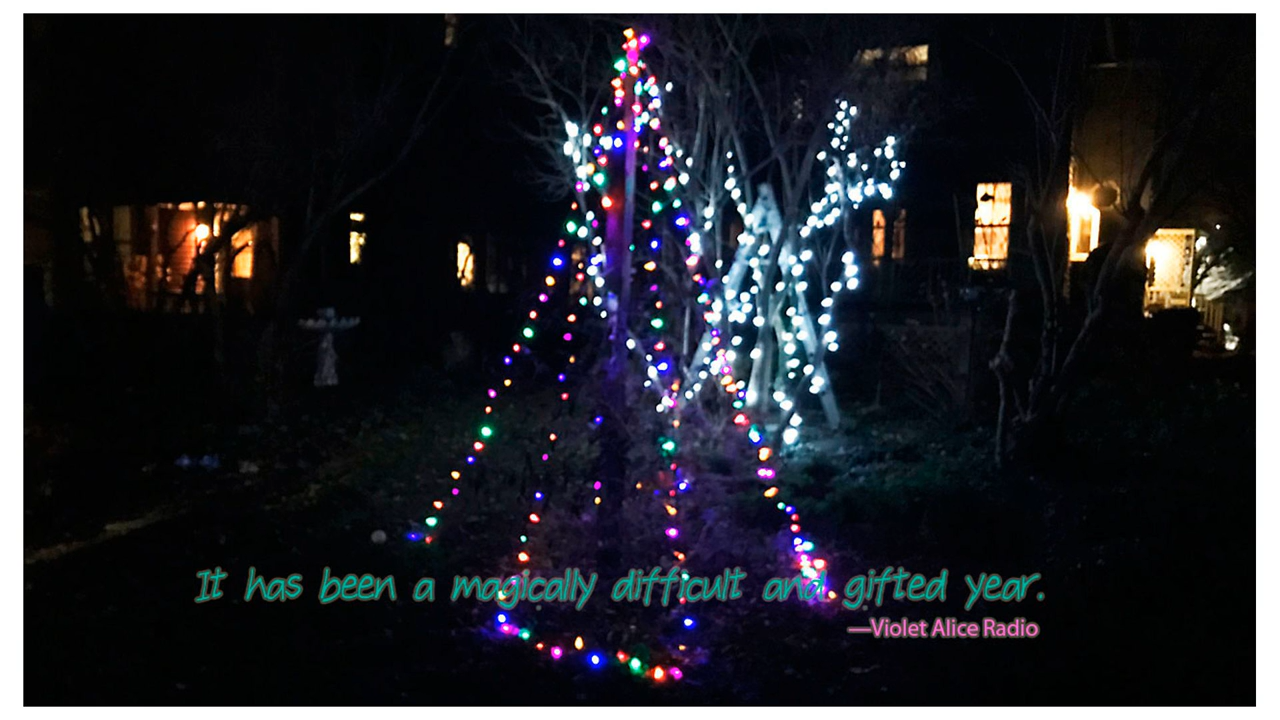 It has been a magically difficult and gifted year.
—Violet Alice Radio